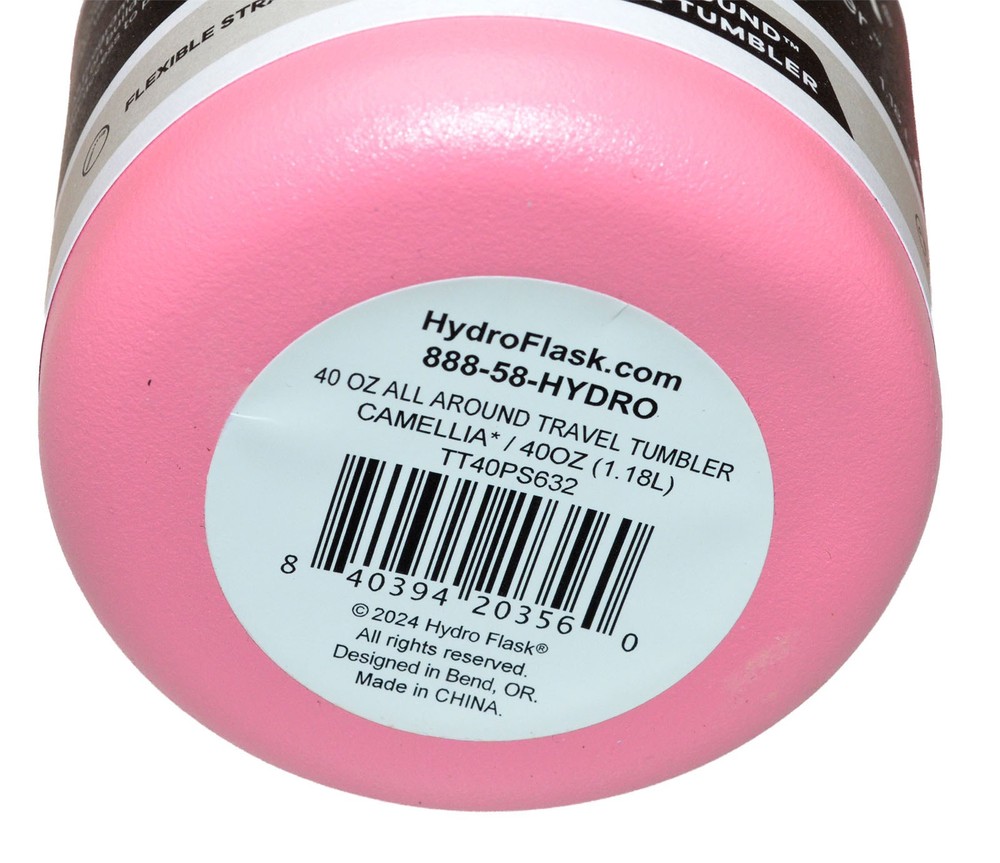 FLEXIBLE
TUMBLER
HydroFlask.com
888-58-HYDRO
40 OZ ALL AROUND TRAVEL TUMBLER
CAMELLIA* / 40OZ (1.18L)
TT40PS632
8 40394 20356 0
© 2024 Hydro Flask®
All rights reserved.
Designed in Bend, OR.
Made in CHINA.